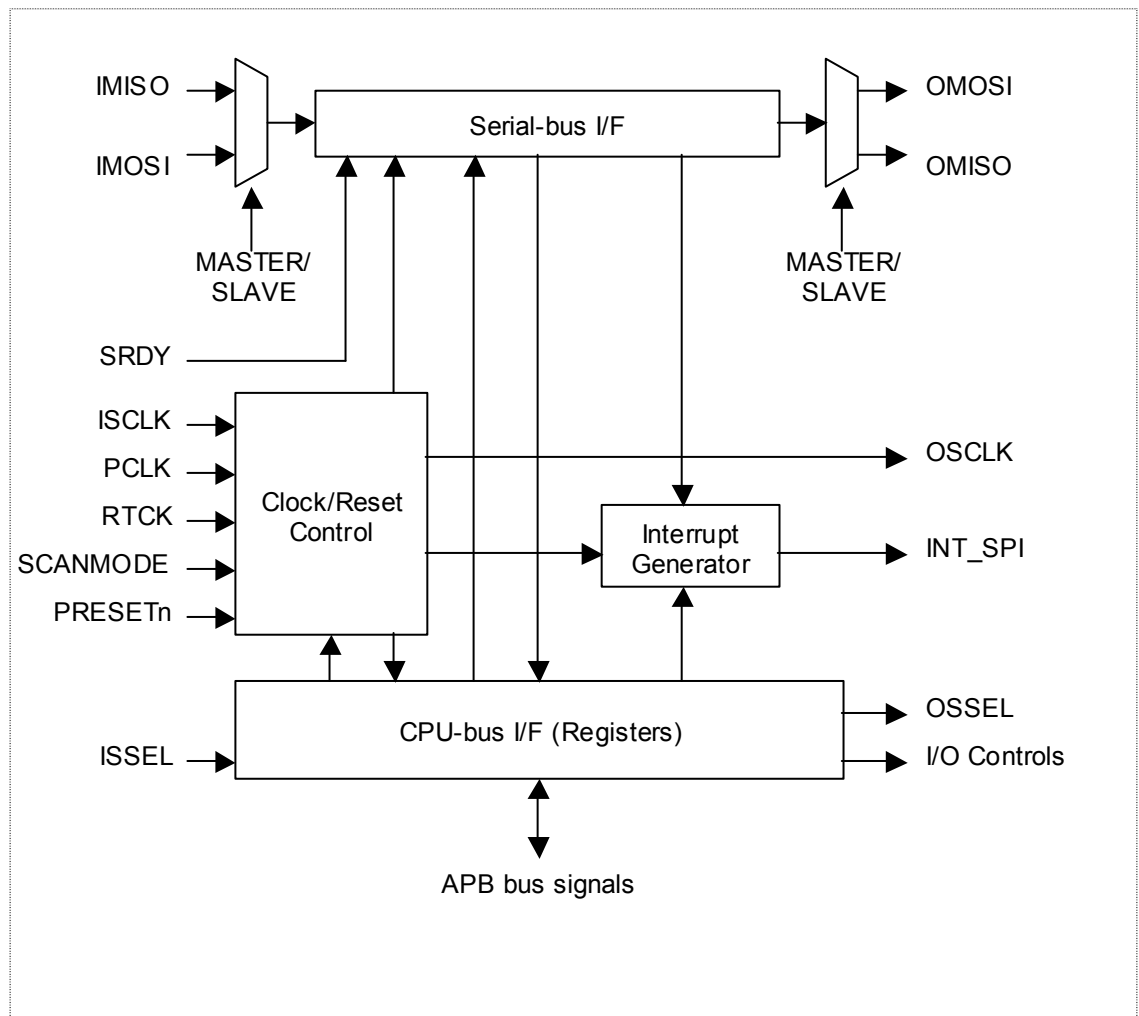 IMISO
Serial-bus I/F
OMOSI
IMOSI
OMISO
MASTER/
SLAVE
MASTER/
SLAVE
SRDY
ISCLK
PCLK
RTCK
SCANMODE
PRESETn
Clock/Reset
Control
OSCLK
Interrupt
Generator
INT_SPI
CPU-bus I/F (Registers)
ISSEL
OSSEL
I/O Controls
APB bus signals